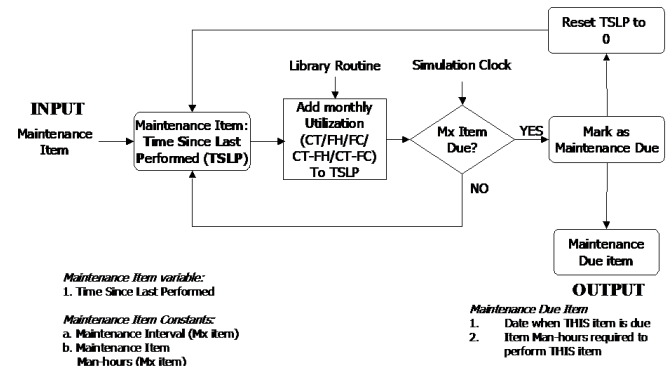 Reset TSLP to
0
Library Routine
Simulation Clock
INPUT
Maintenance
Item
Maintenance Item:
Time Since Last
Performed (TSLP)
Add monthly
Utilization
(CT/FH/FC/
CT-FH/CT-FC)
To TSLP
Mx Item
Due?
YES
NO
Mark as
Maintenance Due
Maintenance
Due item
OUTPUT
Maintenance Item variable:
1. Time Since Last Performed
Maintenance Item Constants:
a. Maintenance Interval (Mx item)
b. Maintenance Item
Man-hours (Mx item)
Maintenance Due Item
1. Date when THIS item is due
2. Item Man-hours required to
perform THIS item